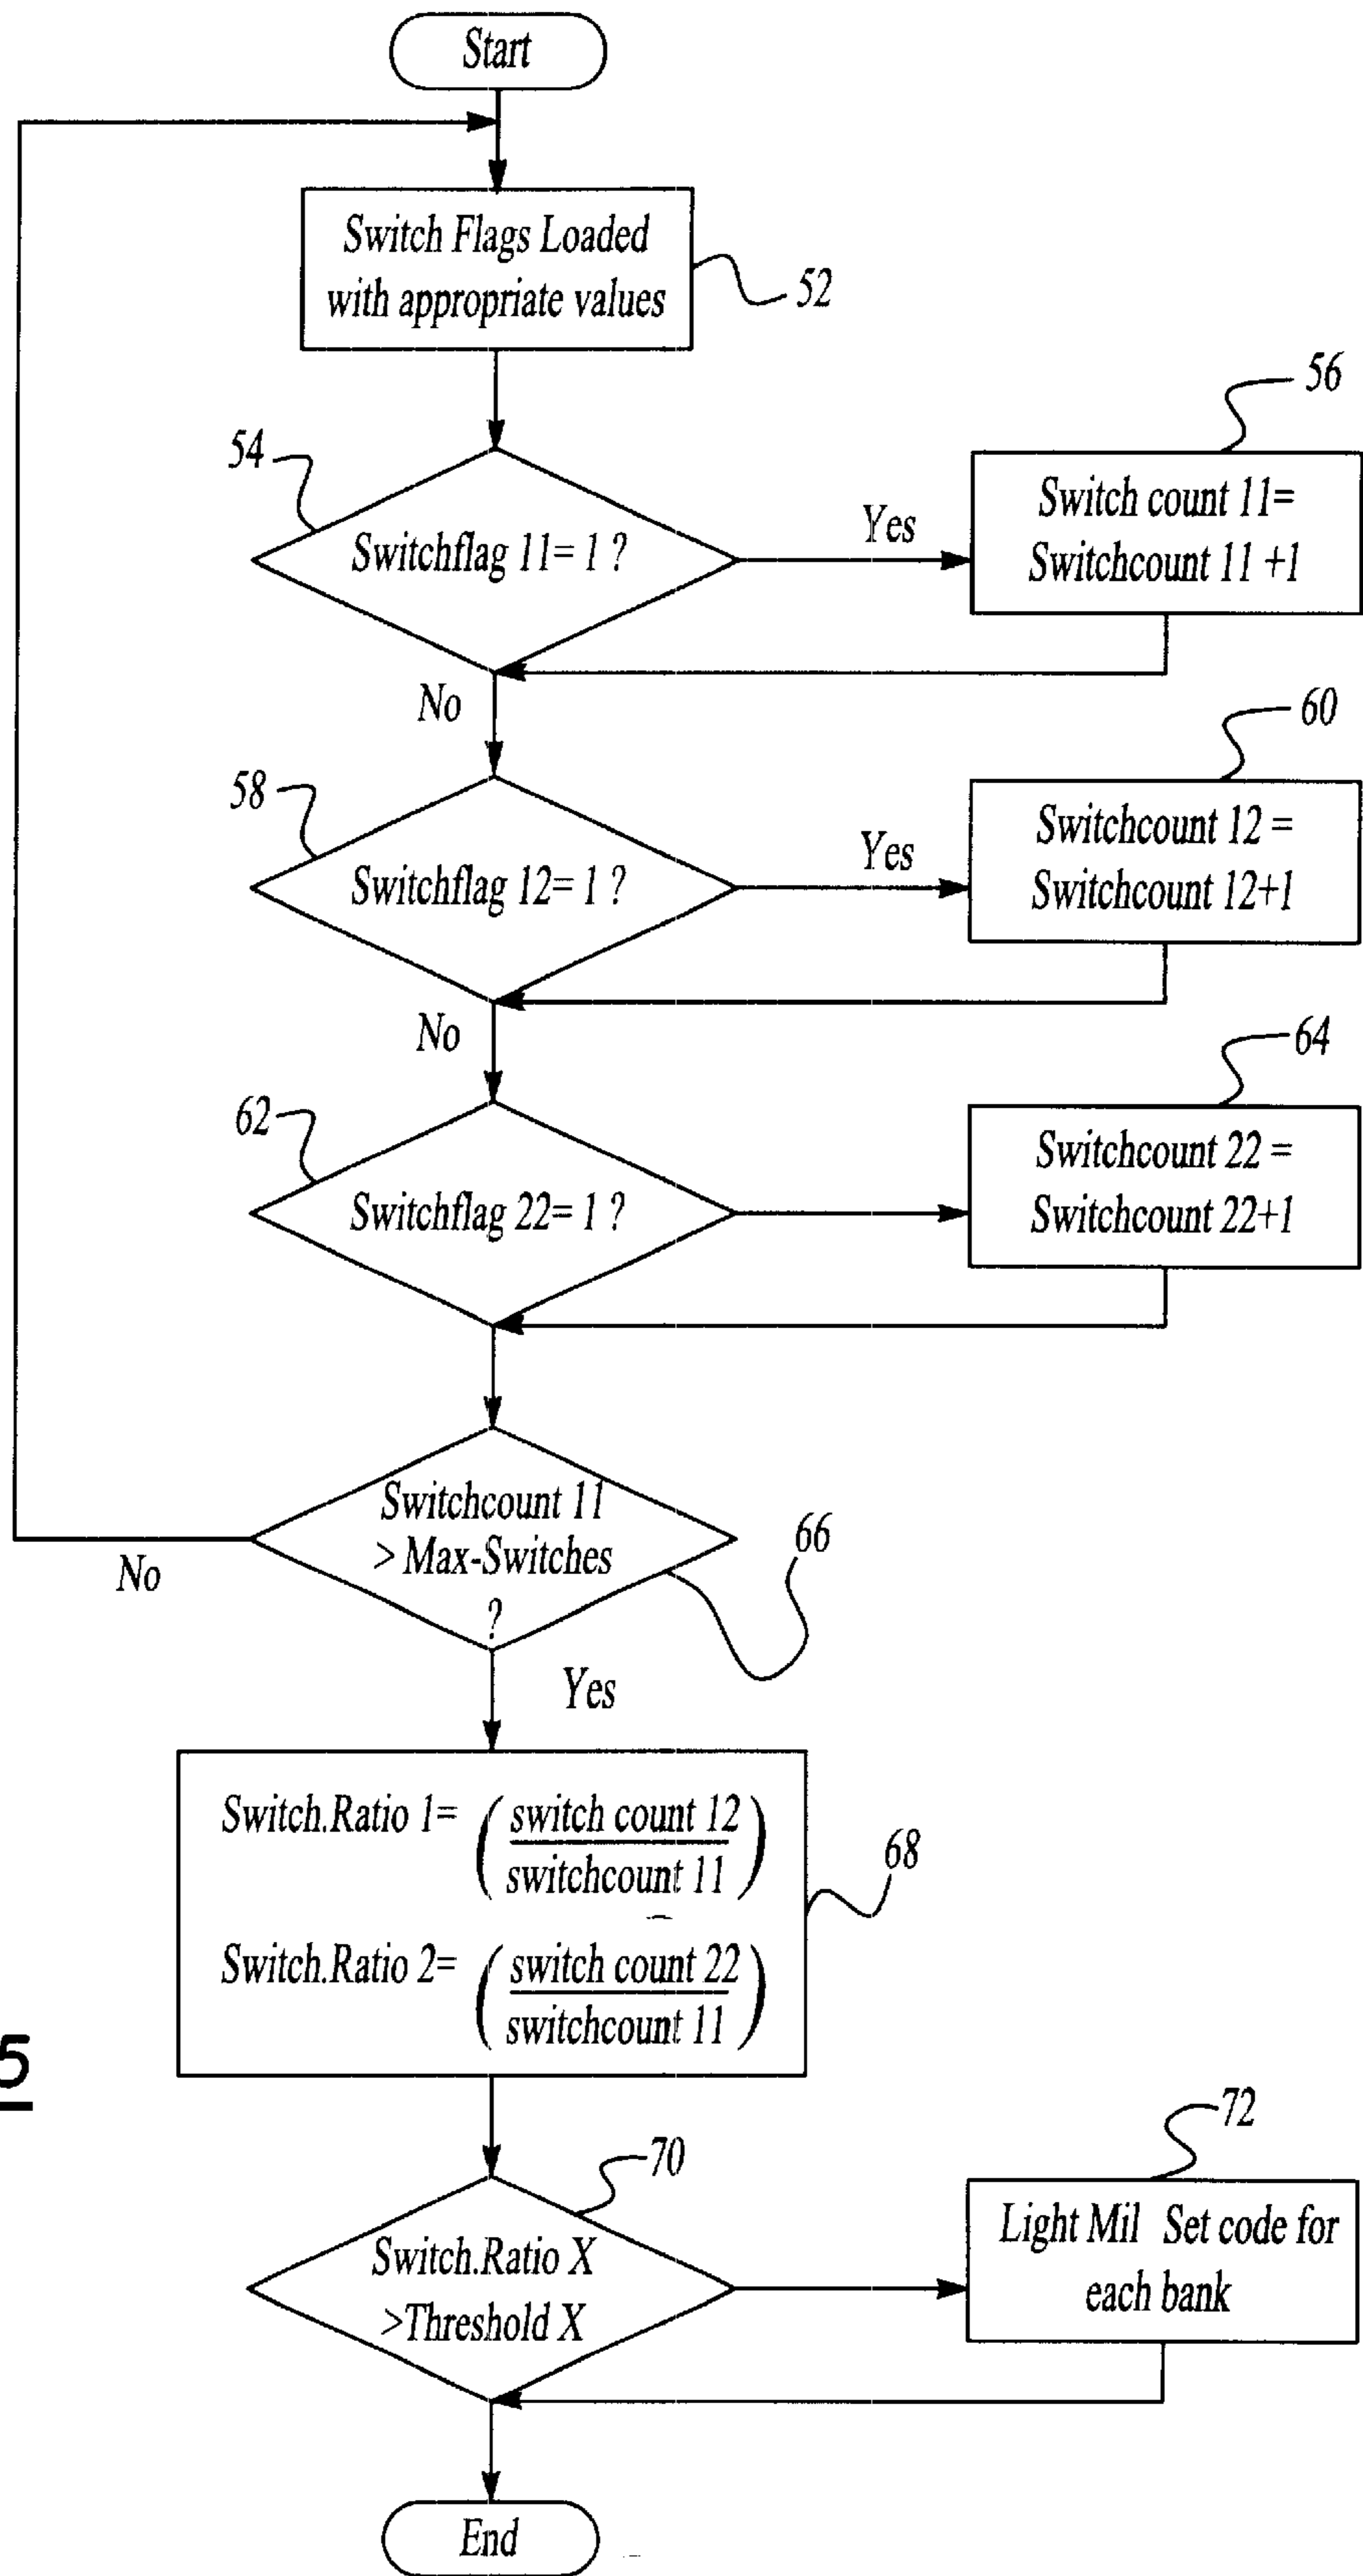 Start
Switch Flags Loaded
with appropriate values
52
54
Switchflag 11= 1 ?
Yes
56
Switch count 11=
Switchcount 11 +1
No
58
Switchflag 12= 1 ?
Yes
60
Switchcount 12 =
Switchcount 12+1
No
62
Switchflag 22= 1 ?
64
Switchcount 22 =
Switchcount 22+1
Switchcount 11
> Max-Switches
?
66
No
Yes
Switch.Ratio 1= ( switch count 12
switchcount 11 )
68
Switch.Ratio 2= ( switch count 22
switchcount 11 )
5
70
Switch.Ratio X
>Threshold X
72
Light Mil Set code for
each bank
End